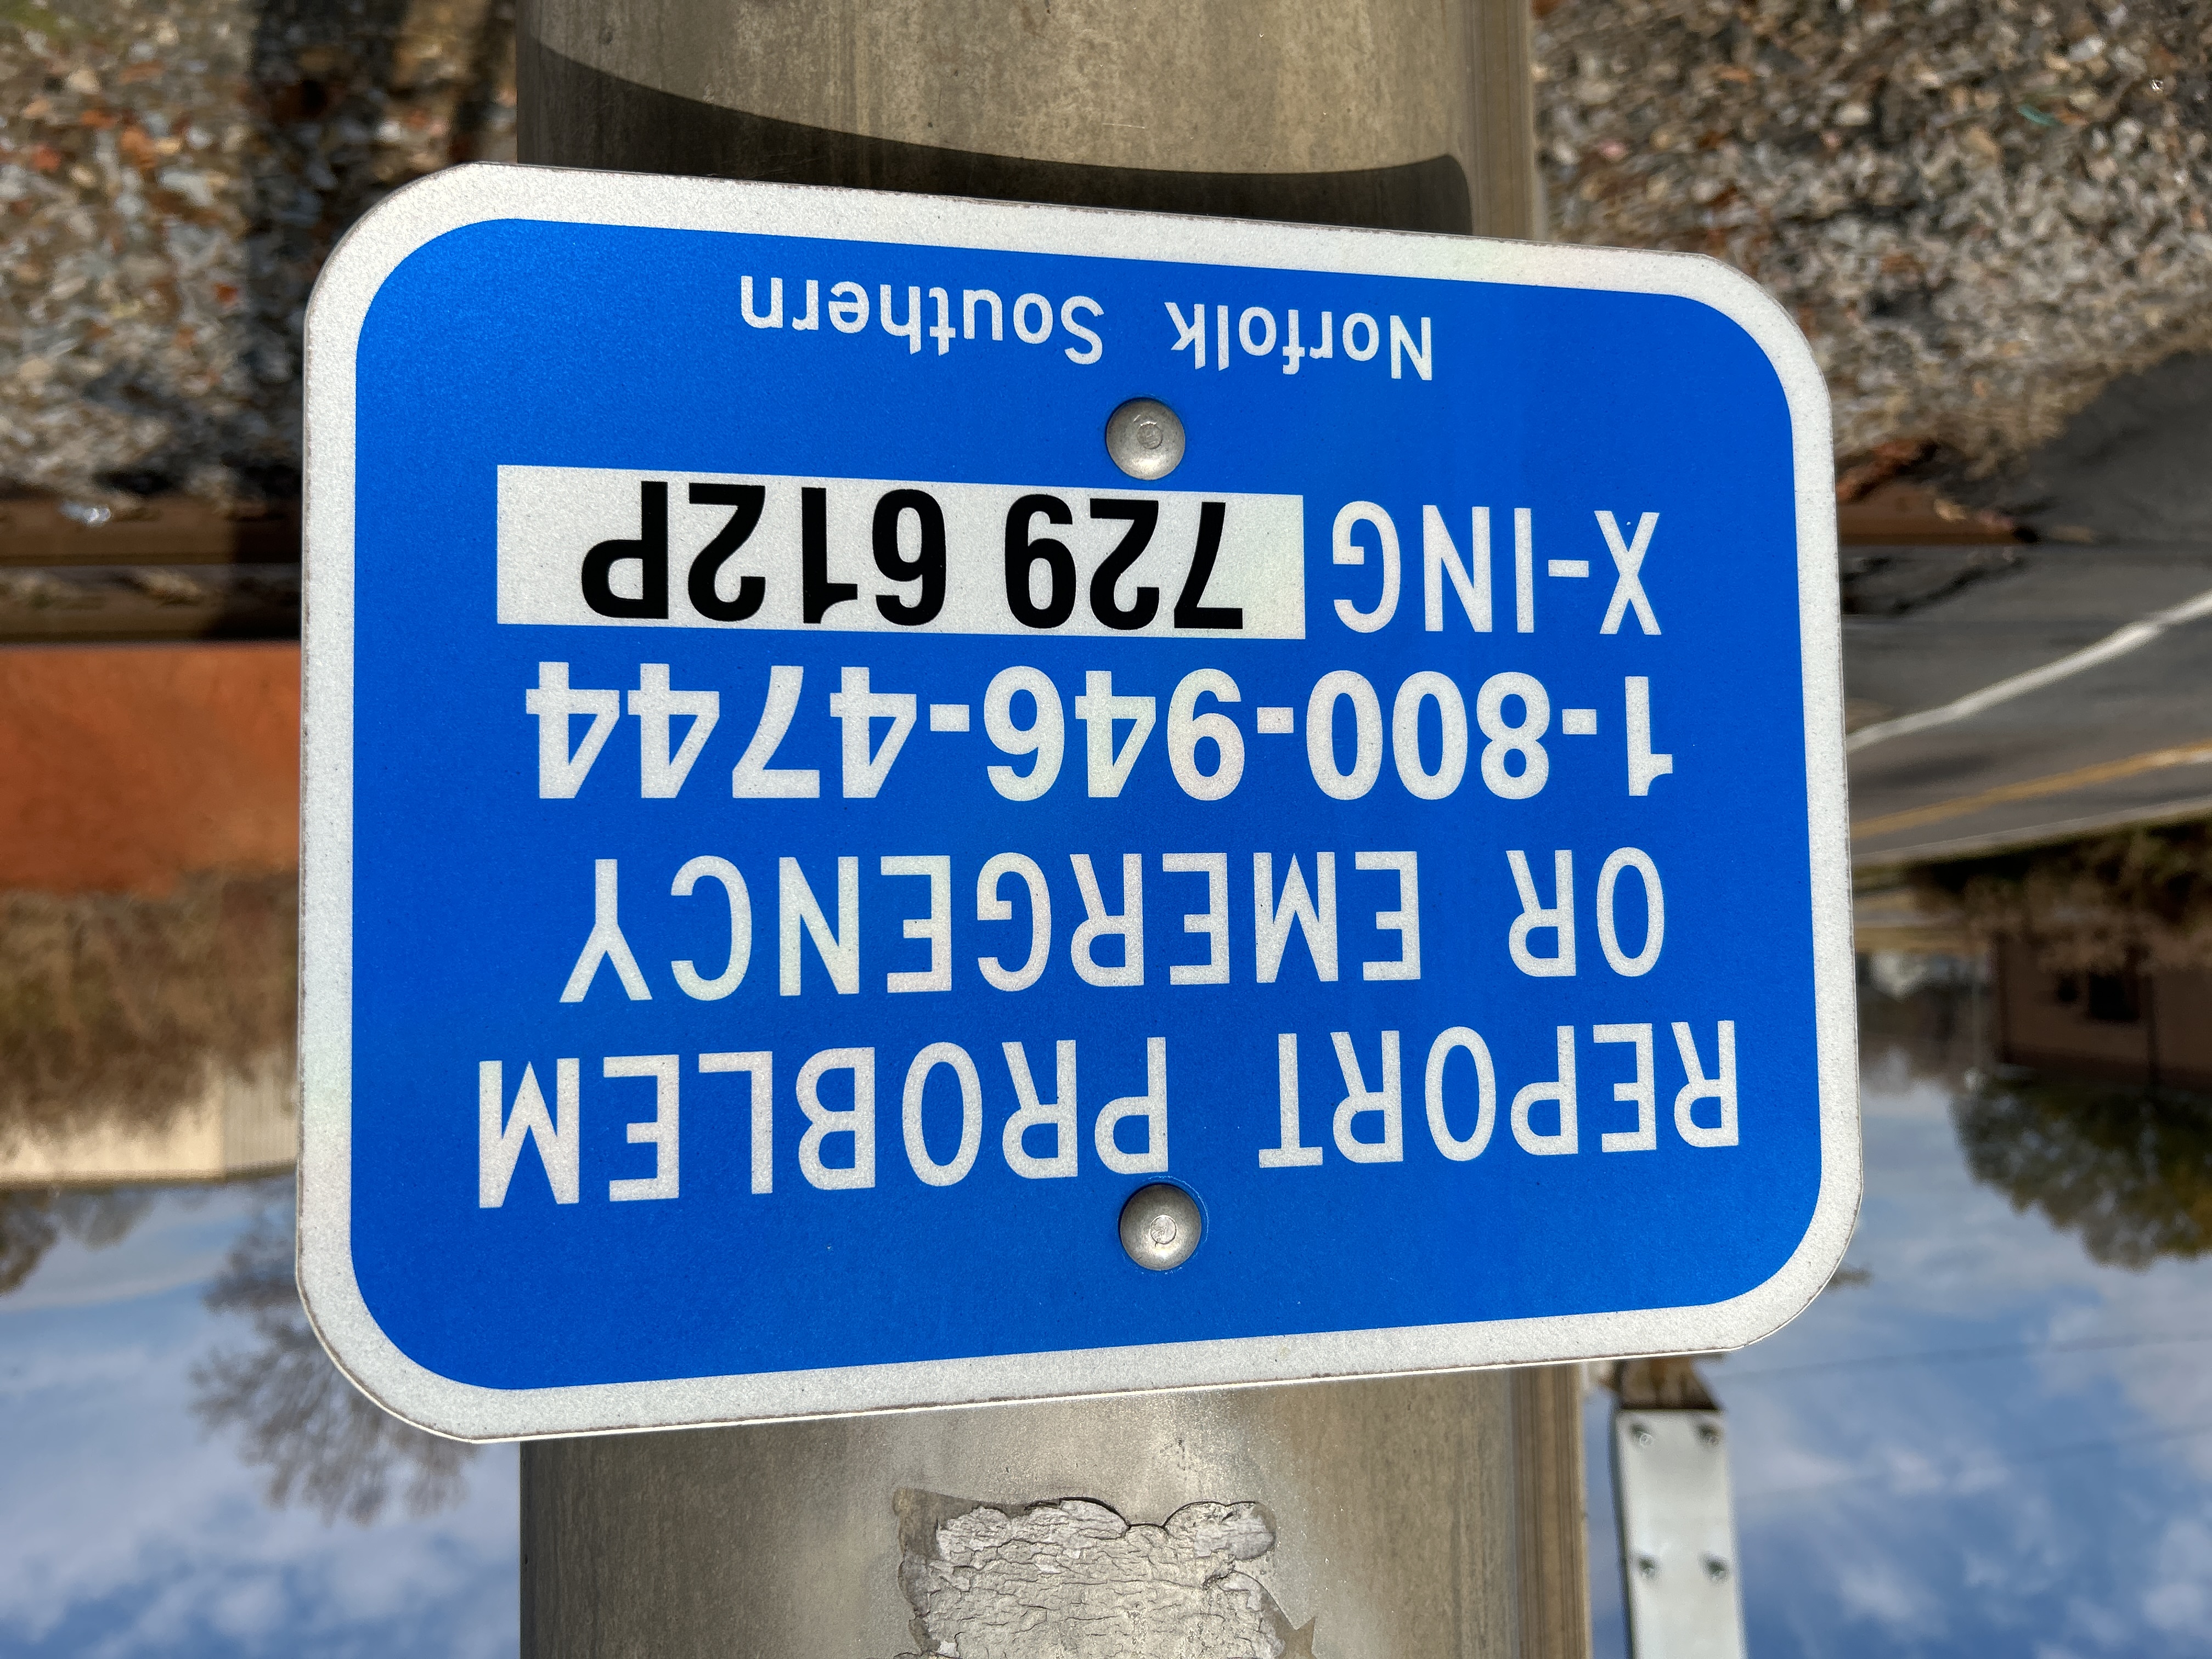 REPORT PROBLEM
OR EMERGENCY
1-800-946-4744
X-ING 729 612P
Norfolk Southern